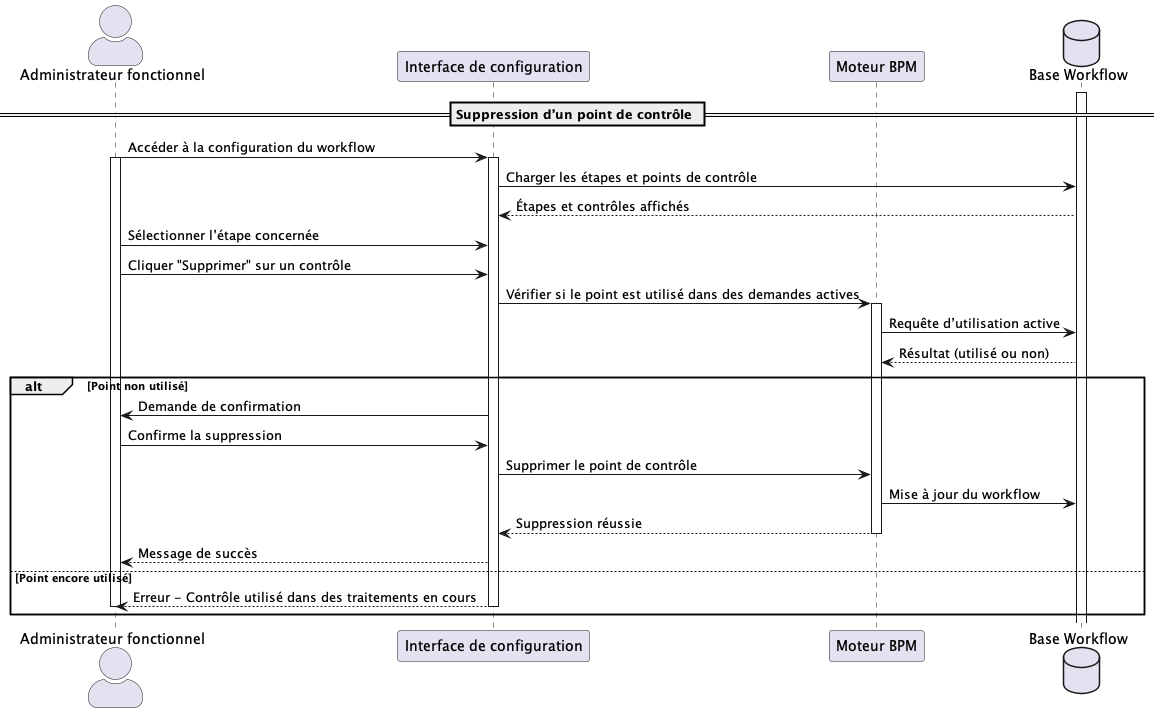 Administrateur fonctionnel
Interface de configuration
Moteur BPM
Base Workflow
Suppression d’un point de contrôle
Accéder à la configuration du workflow
Charger les étapes et points de contrôle
Étapes et contrôles affichés
Sélectionner l’étape concernée
Cliquer "Supprimer" sur un contrôle
Vérifier si le point est utilisé dans des demandes actives
Requête d’utilisation active
Résultat (utilisé ou non)
alt
[Point non utilisé]
Demande de confirmation
Confirme la suppression
Supprimer le point de contrôle
Mise à jour du workflow
Suppression réussie
Message de succès
[Point encore utilisé]
Erreur – Contrôle utilisé dans des traitements en cours
Administrateur fonctionnel
Interface de configuration
Moteur BPM
Base Workflow